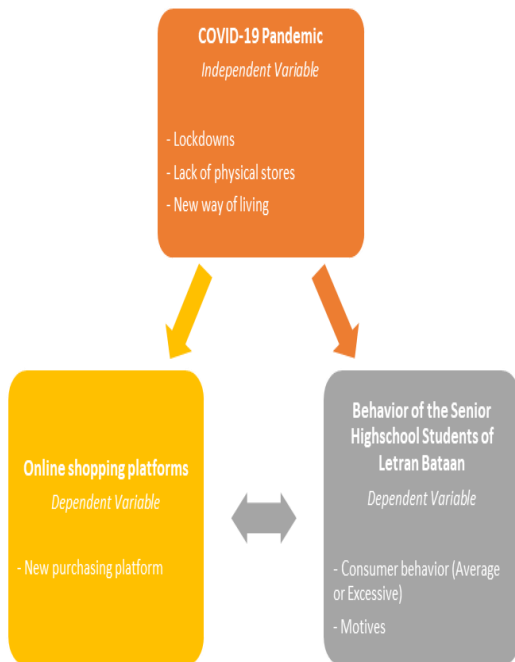 COVID-19 Pandemic
Independent Variable
- Lockdowns
- Lack of physical stores
- New way of living
Online shopping platforms
Dependent Variable
- New purchasing platform
Behavior of the Senior
Highschool Students of
Letran Bataan
Dependent Variable
- Consumer behavior (Average
or Excessive)
- Motives